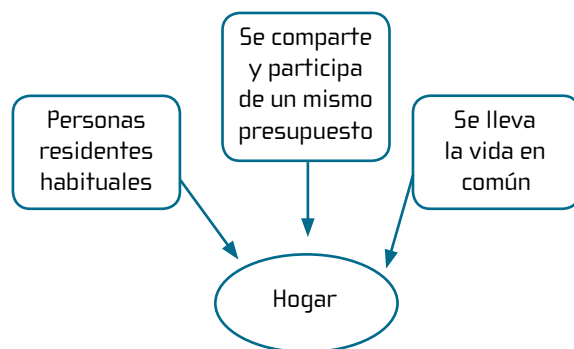 Personas
residentes
habituales
Se comparte
y participa
de un mismo
presupuesto
Se lleva
la vida en
común
Hogar